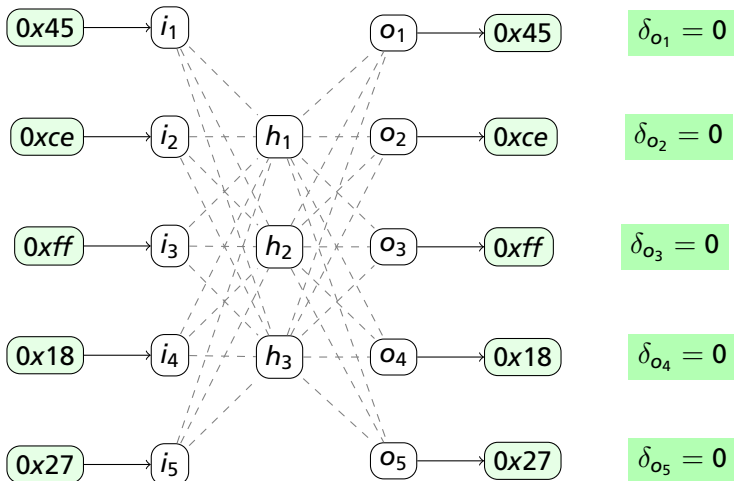 0x45 i1 o1 0x45 δo1 = 0
0xce i2 h1 o2 0xce δo2 = 0
0xff i3 h2 o3 0xff δo3 = 0
0x18 i4 h3 o4 0x18 δo4 = 0
0x27 i5 o5 0x27 δo5 = 0